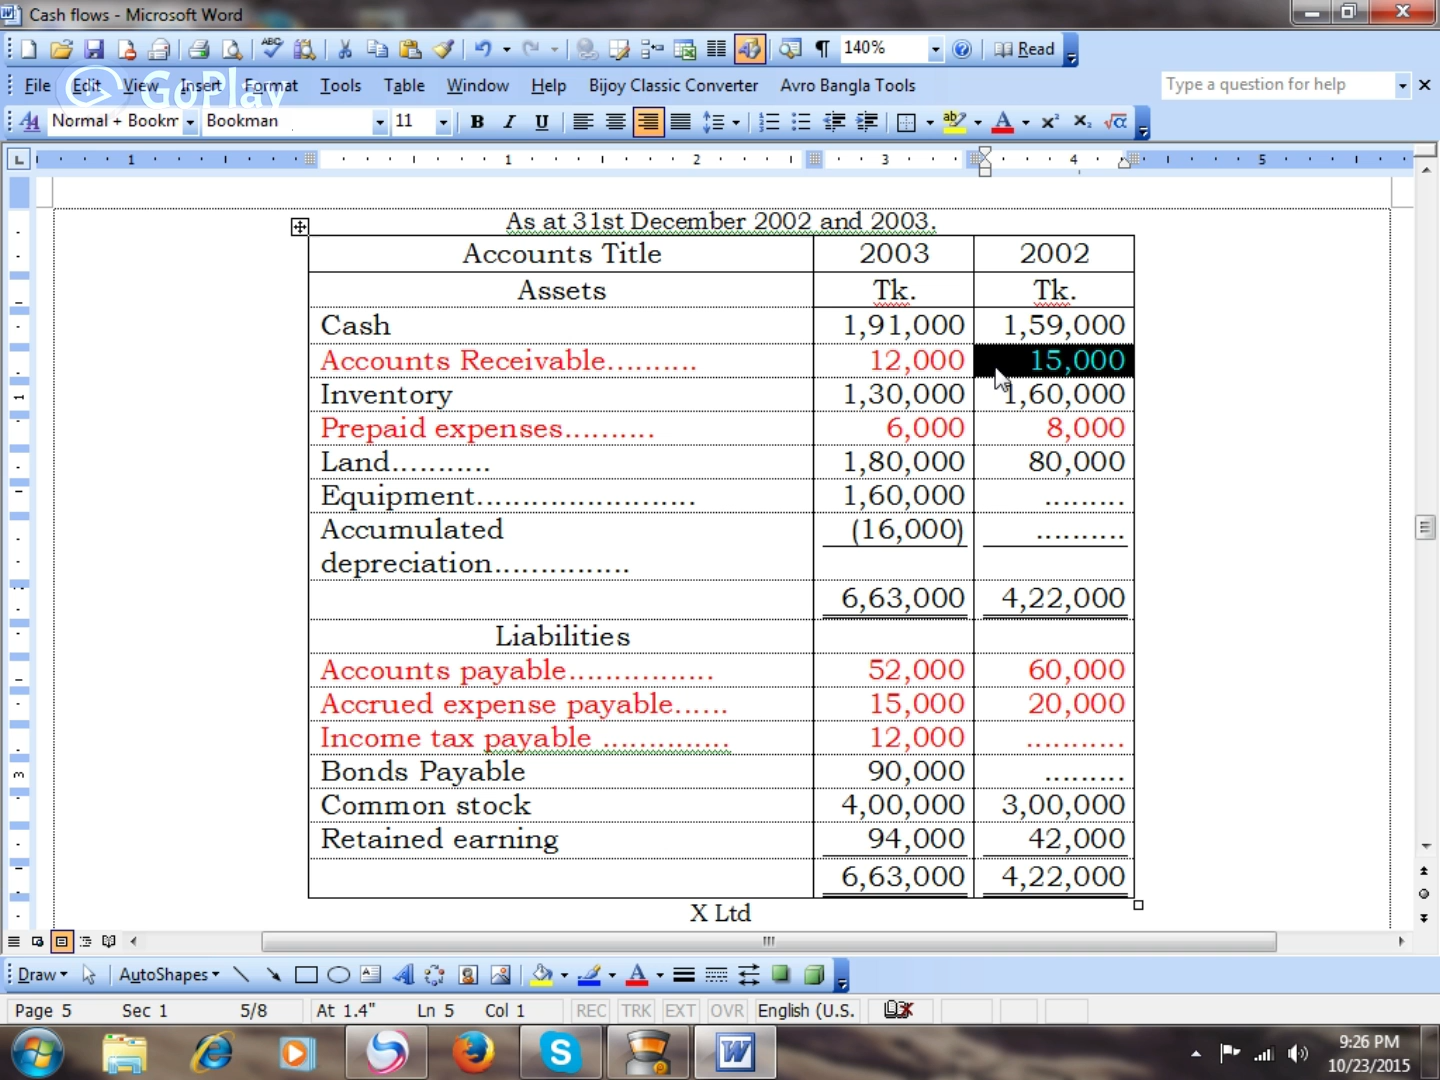 Cash flows - Microsoft Word
140%
Read
File Edit View Insert Format Tools Table Window Help Bijoy Classic Converter Avro Bangla Tools
Type a question for help
GoPlay
Normal + Bookm
Bookman
11
B I U
1 1 2 3 4 5
As at 31st December 2002 and 2003.
Accounts Title 2003 2002
Assets Tk. Tk.
Cash 1,91,000 1,59,000
Accounts Receivable.......... 12,000 15,000
Inventory 1,30,000 1,60,000
Prepaid expenses.......... 6,000 8,000
Land........... 1,80,000 80,000
Equipment........................ 1,60,000 .........
Accumulated (16,000) ..........
depreciation...............
6,63,000 4,22,000
Liabilities
Accounts payable................ 52,000 60,000
Accrued expense payable...... 15,000 20,000
Income tax payable .............. 12,000 ...........
Bonds Payable 90,000 .........
Common stock 4,00,000 3,00,000
Retained earning 94,000 42,000
6,63,000 4,22,000
X Ltd
Draw AutoShapes
Page 5 Sec 1 5/8 At 1.4" Ln 5 Col 1 REC TRK EXT OVR English (U.S.
9:26 PM
10/23/2015